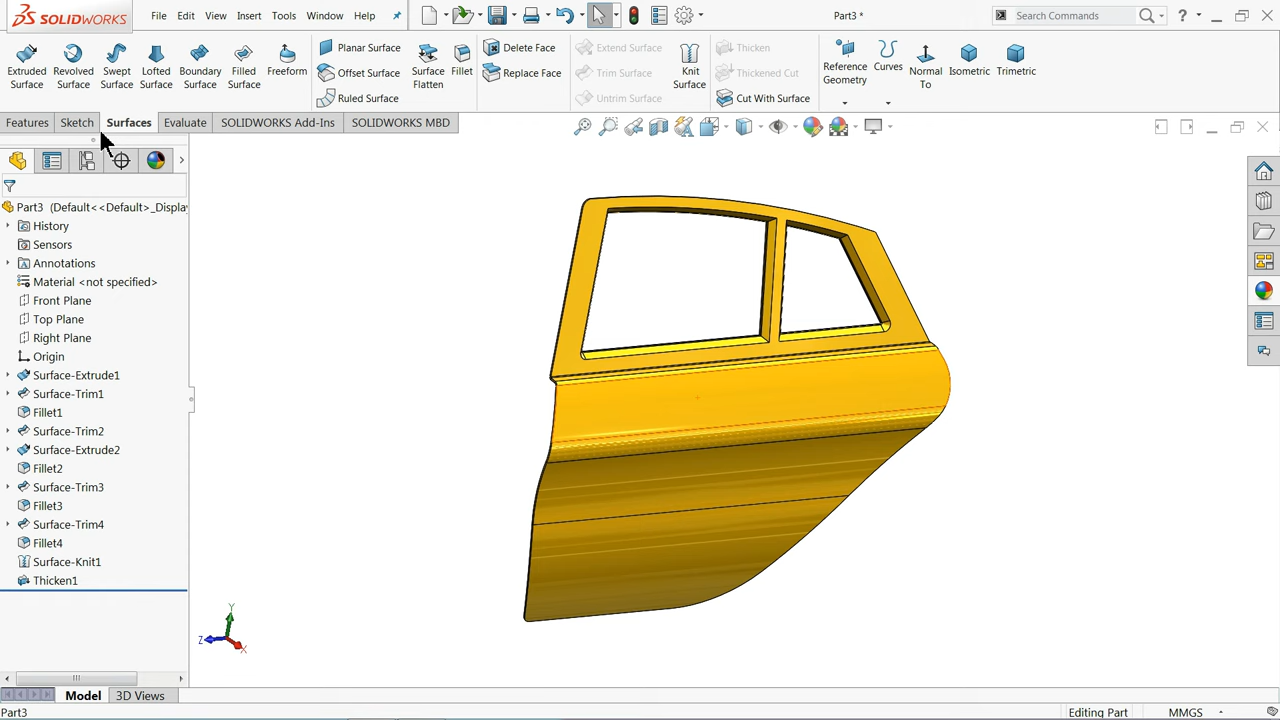 SOLIDWORKS File Edit View Insert Tools Window Help Part3 * Search Commands ?
Extruded Surface
Revolved Surface
Swept Surface
Lofted Surface
Boundary Surface
Filled Surface
Freeform
Planar Surface
Offset Surface
Ruled Surface
Surface Flatten
Fillet
Delete Face
Replace Face
Extend Surface
Trim Surface
Untrim Surface
Knit Surface
Thicken
Thickened Cut
Cut With Surface
Reference Geometry
Curves
Normal To
Isometric
Trimetric
Features Sketch Surfaces Evaluate SOLIDWORKS Add-Ins SOLIDWORKS MBD
Part3 (Default<<Default>_Displa
History
Sensors
Annotations
Material <not specified>
Front Plane
Top Plane
Right Plane
Origin
Surface-Extrude1
Surface-Trim1
Fillet1
Surface-Trim2
Surface-Extrude2
Fillet2
Surface-Trim3
Fillet3
Surface-Trim4
Fillet4
Surface-Knit1
Thicken1
Y
Z
X
Model 3D Views
Part3 Editing Part MMGS